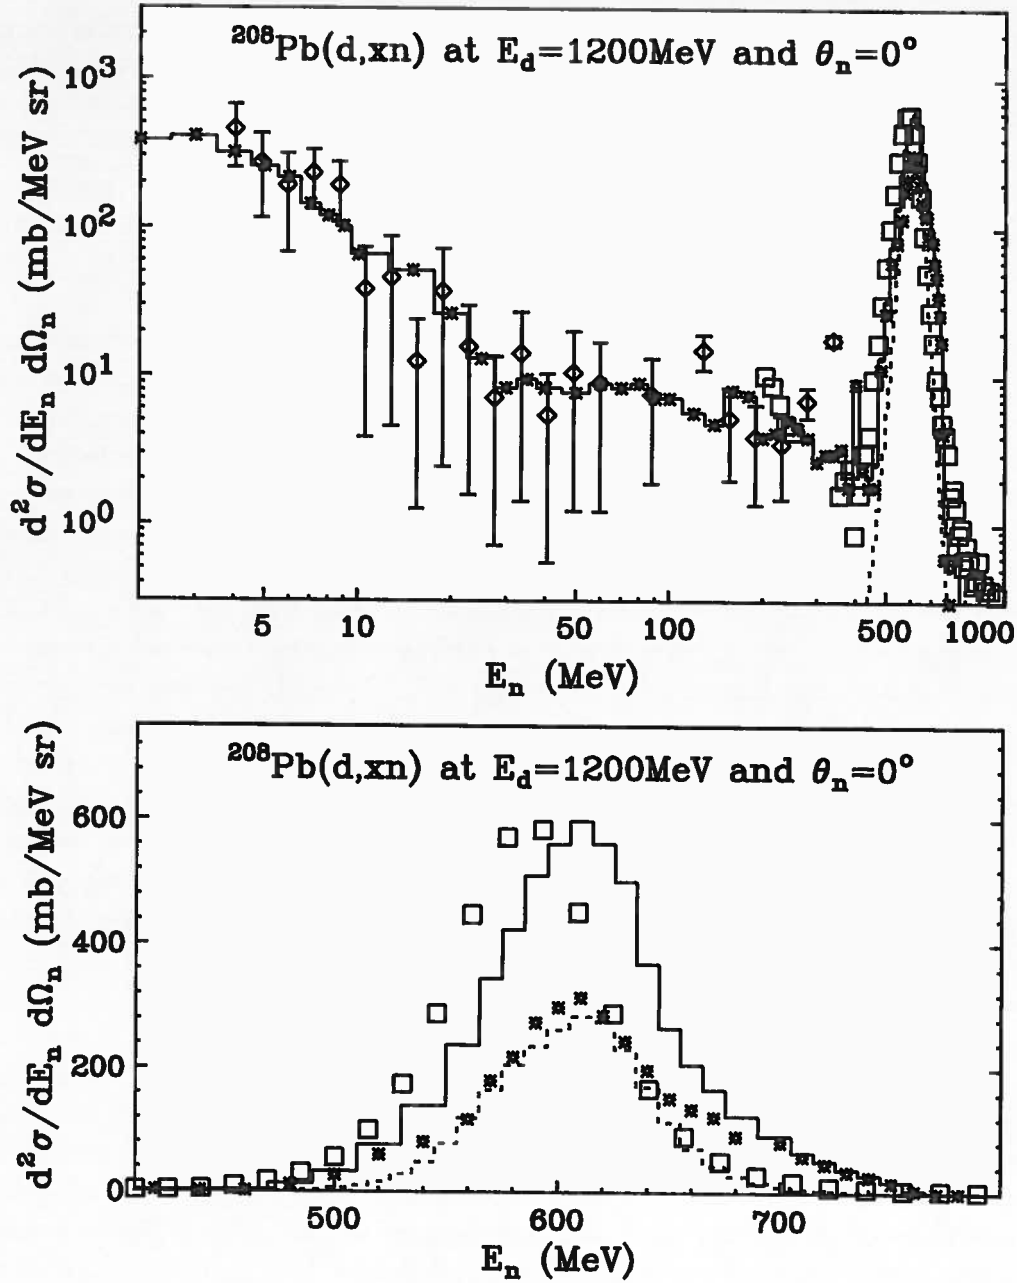 ²⁰⁸Pb(d,xn) at E_d=1200MeV and θ_n=0°
d²σ/dE_n dΩ_n (mb/MeV sr)
10³
10²
10¹
10⁰
5 10 50 100 500 1000
E_n (MeV)
²⁰⁸Pb(d,xn) at E_d=1200MeV and θ_n=0°
d²σ/dE_n dΩ_n (mb/MeV sr)
600
400
200
0
500 600 700
E_n (MeV)